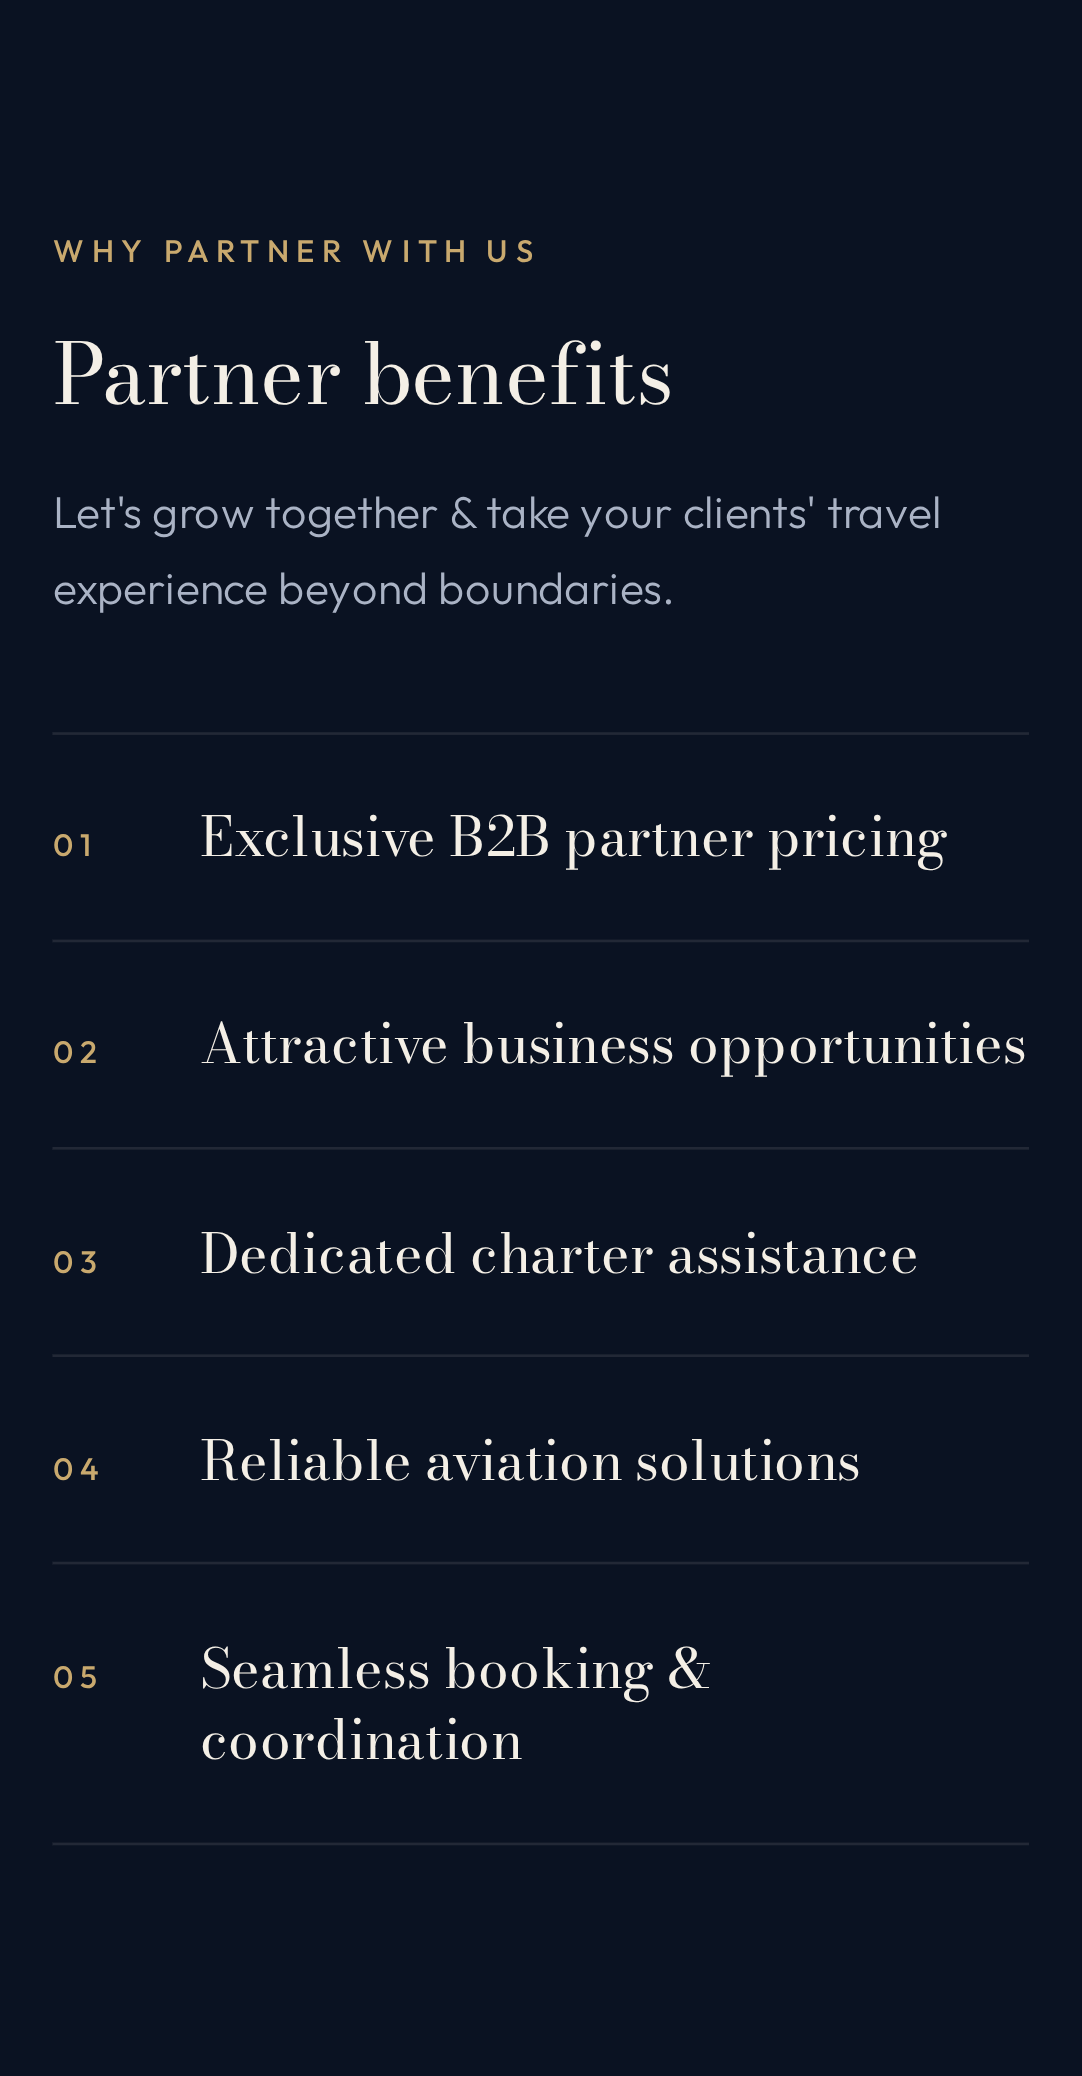 WHY PARTNER WITH US
Partner benefits
Let's grow together & take your clients' travel
experience beyond boundaries.
01 Exclusive B2B partner pricing
02 Attractive business opportunities
03 Dedicated charter assistance
04 Reliable aviation solutions
05 Seamless booking &
coordination